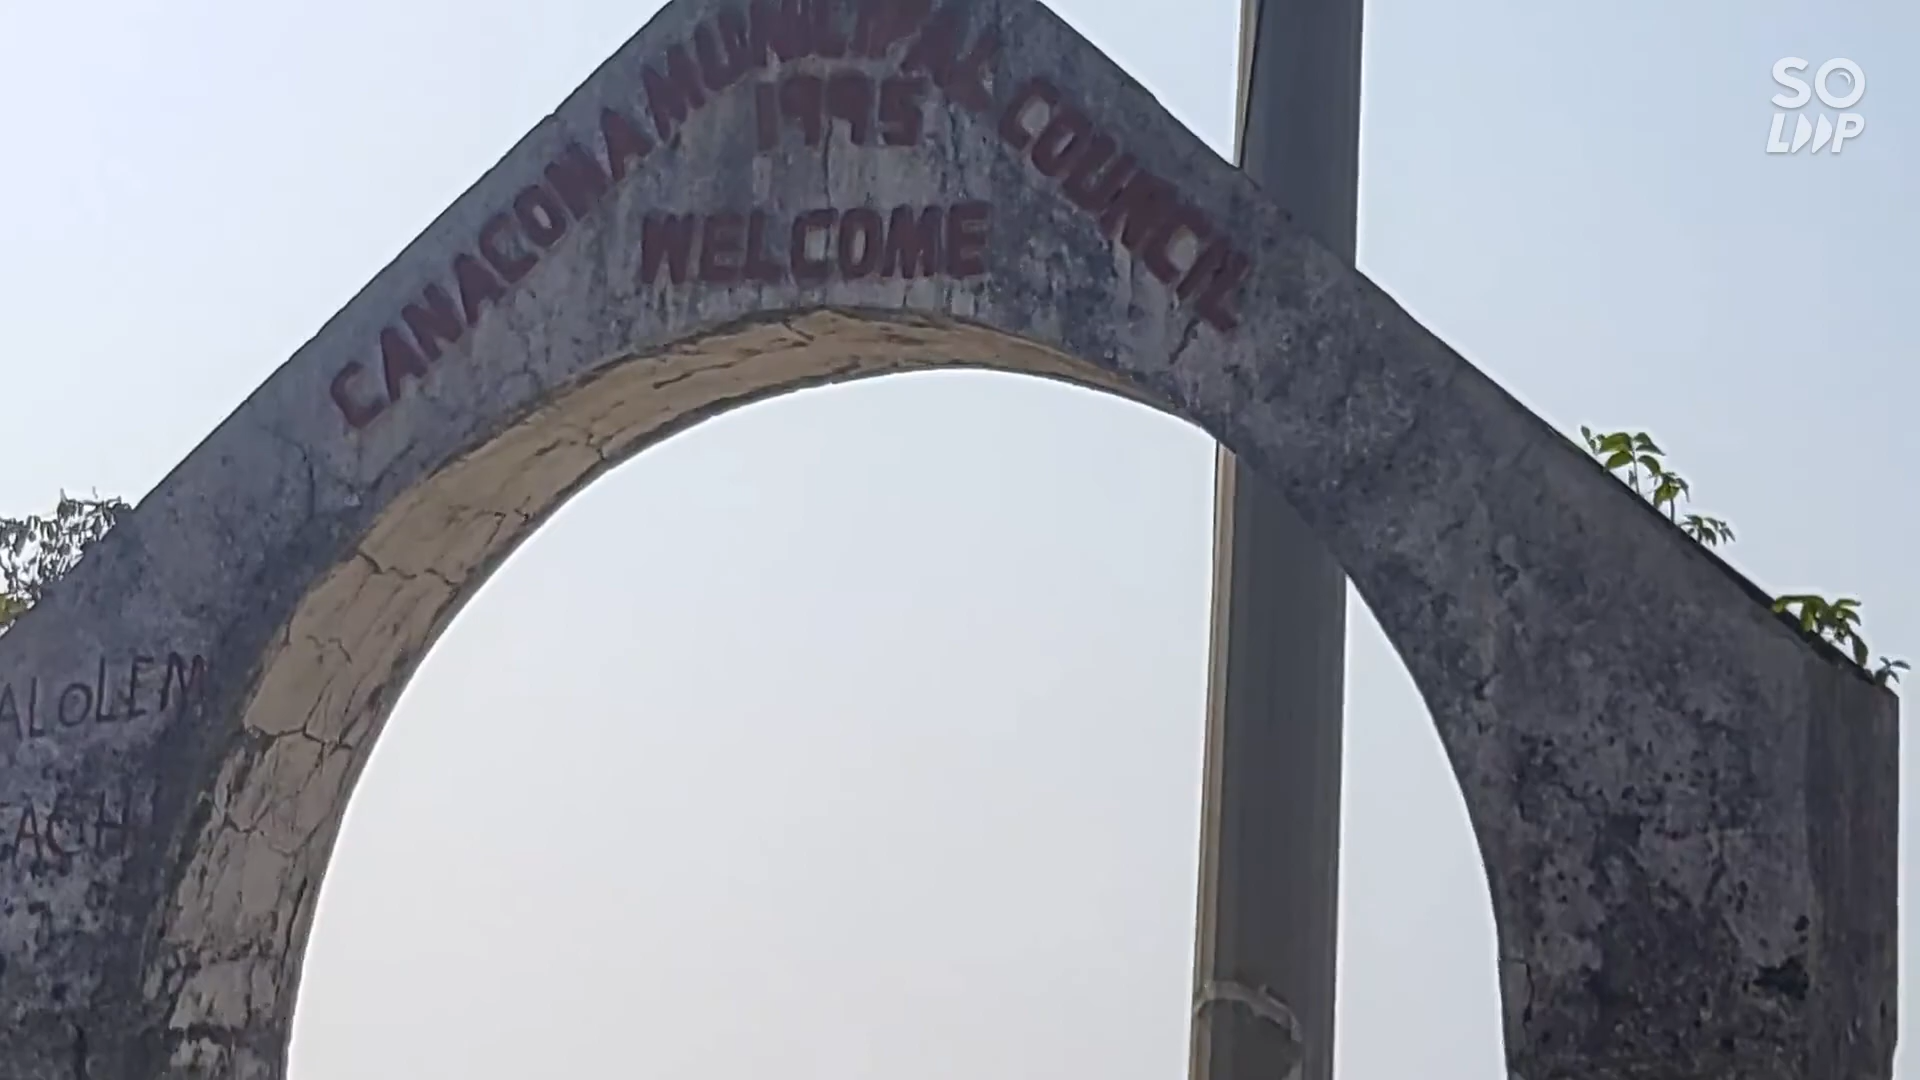 CANACONA MUNICIPAL COUNCIL
1995
WELCOME
ALOLEM
EACH
SO
LOOP